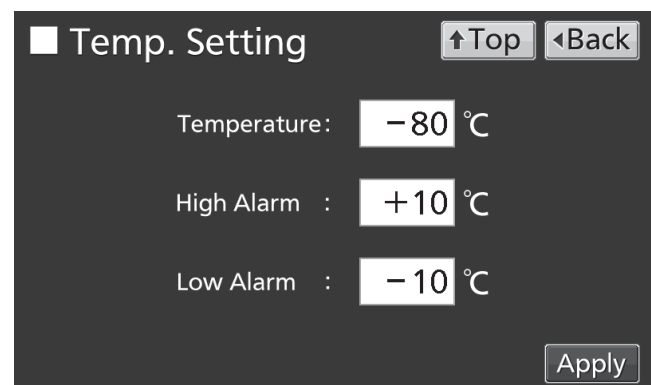 Temp. Setting ↑Top ◂Back
Temperature: −80 ℃
High Alarm : +10 ℃
Low Alarm : −10 ℃
Apply